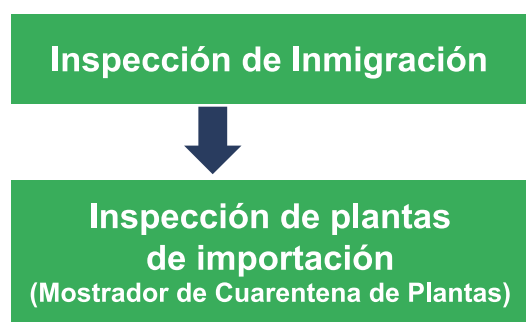 Inspección de Inmigración
Inspección de plantas
de importación
(Mostrador de Cuarentena de Plantas)